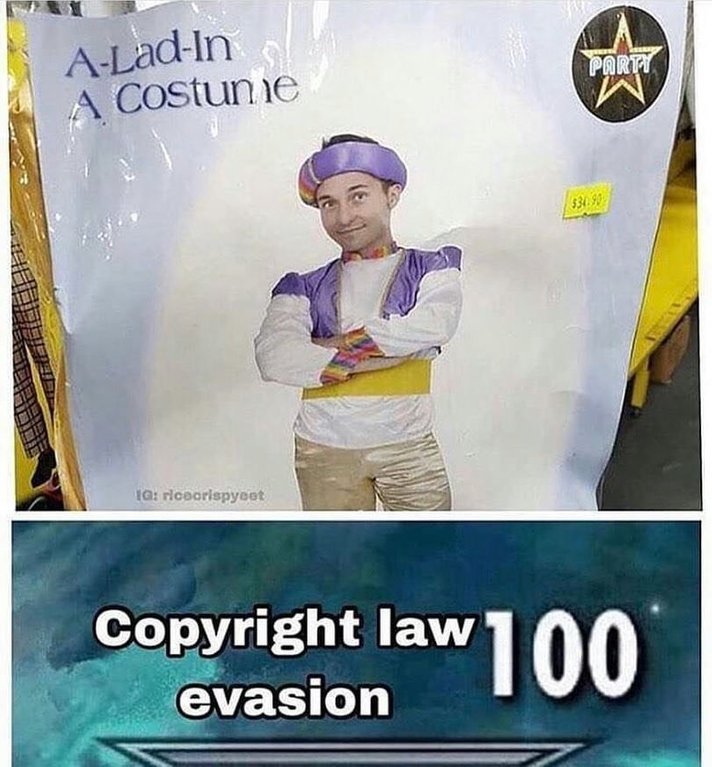 A-Lad-In
A Costume
PARTY
$34.90
IG: ricecrispyeet
Copyright law 100
evasion